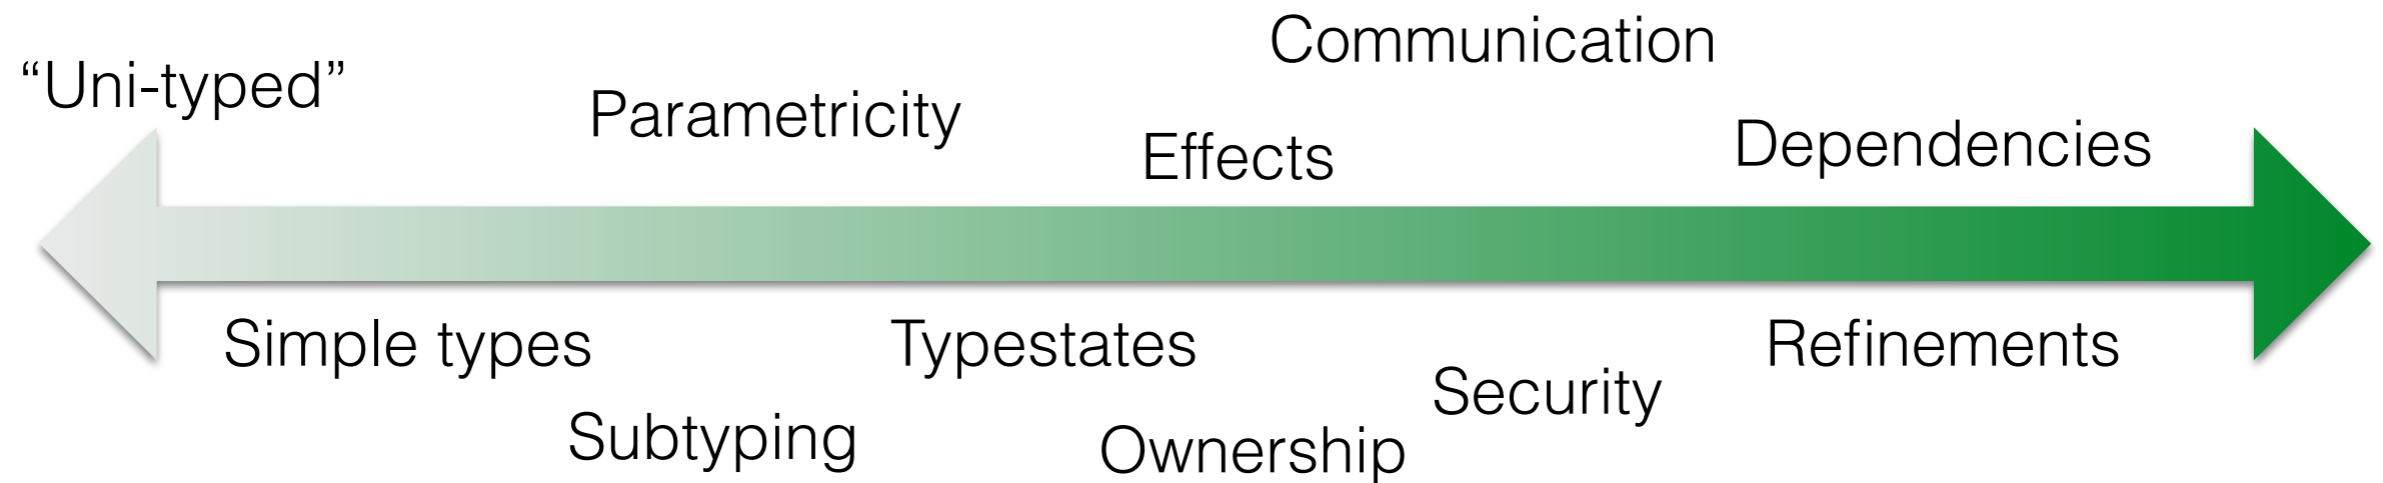 Communication
“Uni-typed”
Parametricity
Dependencies
Effects
Simple types
Typestates
Refinements
Security
Subtyping
Ownership